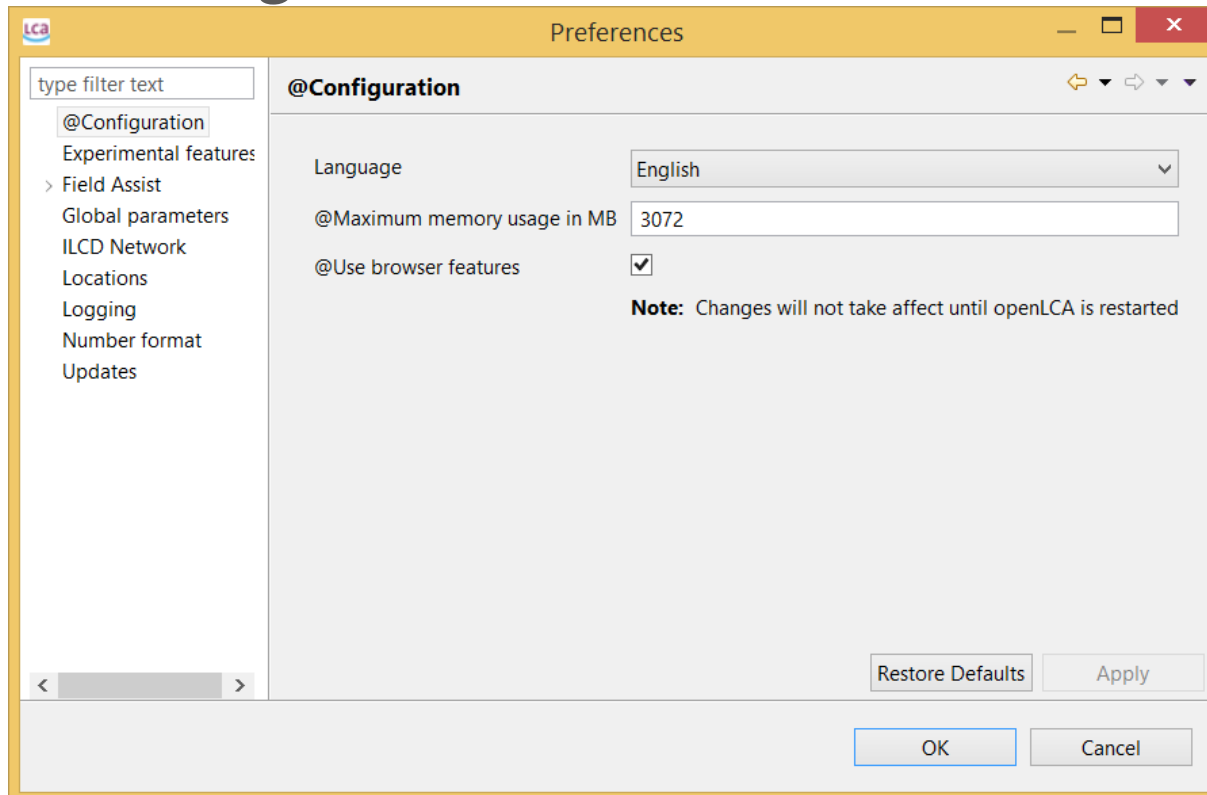 LCa
Preferences
type filter text
@Configuration
Experimental features
Field Assist
Global parameters
ILCD Network
Locations
Logging
Number format
Updates
@Configuration
Language
English
@Maximum memory usage in MB
3072
@Use browser features
Note: Changes will not take affect until openLCA is restarted
Restore Defaults
Apply
OK
Cancel